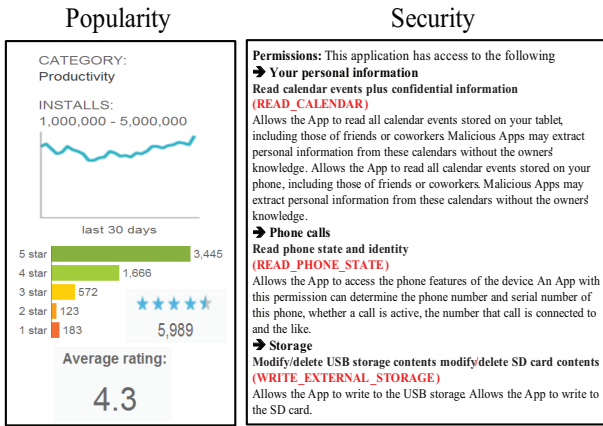 Popularity
CATEGORY:
Productivity
INSTALLS:
1,000,000 - 5,000,000
last 30 days
5 star 3,445
4 star 1,666
3 star 572
2 star 123
1 star 183
5,989
Average rating:
4.3
Security
Permissions: This application has access to the following
➔ Your personal information
Read calendar events plus confidential information
(READ_CALENDAR)
Allows the App to read all calendar events stored on your tablet,
including those of friends or coworkers. Malicious Apps may extract
personal information from these calendars without the owners'
knowledge. Allows the App to read all calendar events stored on your
phone, including those of friends or coworkers. Malicious Apps may
extract personal information from these calendars without the owners'
knowledge.
➔ Phone calls
Read phone state and identity
(READ_PHONE_STATE)
Allows the App to access the phone features of the device. An App with
this permission can determine the phone number and serial number of
this phone, whether a call is active, the number that call is connected to
and the like.
➔ Storage
Modify/delete USB storage contents modify/delete SD card contents
(WRITE_EXTERNAL_STORAGE)
Allows the App to write to the USB storage. Allows the App to write to
the SD card.